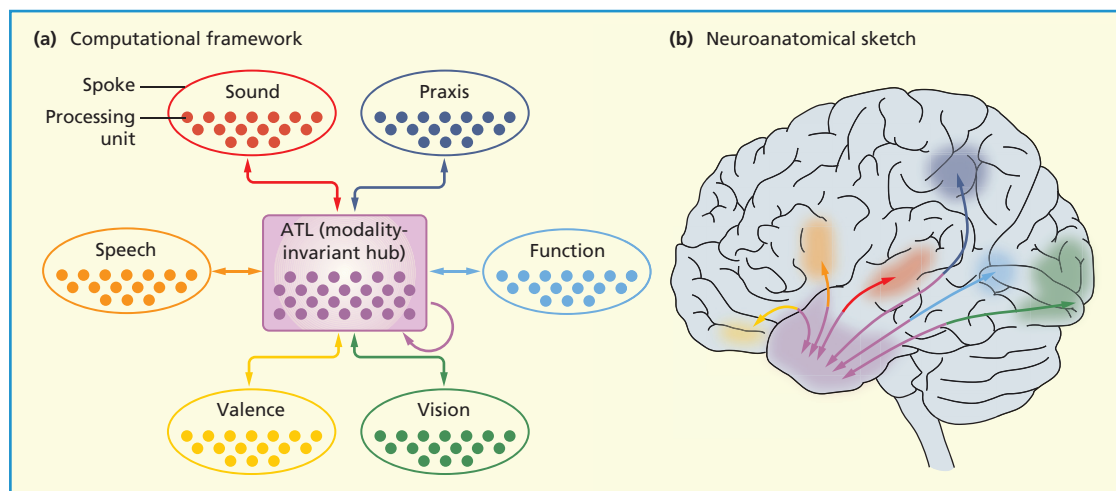 (a) Computational framework
Spoke
Processing
unit
Sound
Praxis
Speech
ATL (modality-
invariant hub)
Function
Valence
Vision
(b) Neuroanatomical sketch